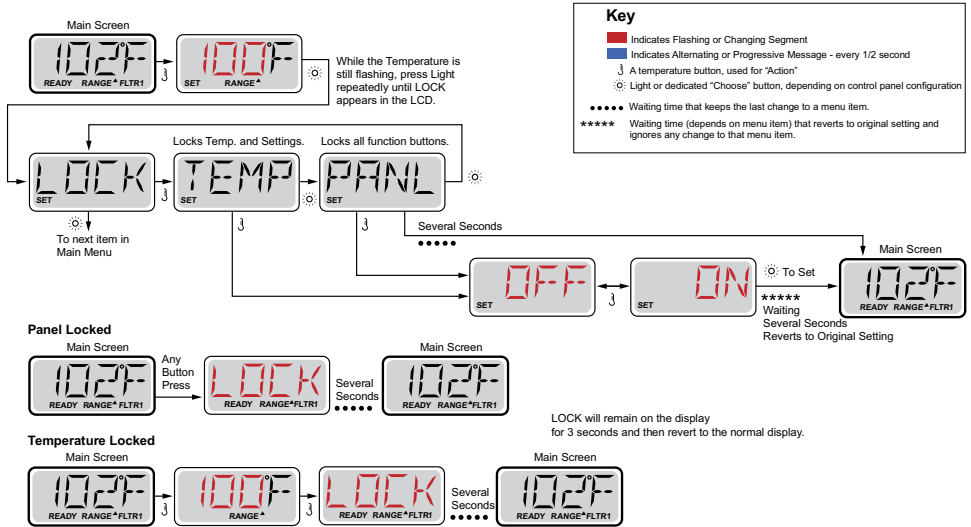 Main Screen
102°F
READY RANGE▲FLTR1
100°F
SET RANGE▲
While the Temperature is
still flashing, press Light
repeatedly until LOCK
appears in the LCD.
Key
Indicates Flashing or Changing Segment
Indicates Alternating or Progressive Message - every 1/2 second
A temperature button, used for "Action"
Light or dedicated "Choose" button, depending on control panel configuration
●●●●● Waiting time that keeps the last change to a menu item.
***** Waiting time (depends on menu item) that reverts to original setting and
ignores any change to that menu item.
Locks Temp. and Settings.
Locks all function buttons.
LOCK
SET
TEMP
SET
PANL
SET
To next item in
Main Menu
Several Seconds
●●●●●
OFF
SET
ON
SET
To Set
*****
Waiting
Several Seconds
Reverts to Original Setting
Main Screen
102°F
READY RANGE▲FLTR1
Panel Locked
Main Screen
102°F
READY RANGE▲FLTR1
Any
Button
Press
LOCK
READY RANGE▲FLTR1
Several
Seconds
●●●●●
Main Screen
102°F
READY RANGE▲FLTR1
LOCK will remain on the display
for 3 seconds and then revert to the normal display.
Temperature Locked
Main Screen
102°F
READY RANGE▲FLTR1
100°F
RANGE▲
LOCK
READY RANGE▲FLTR1
Several
Seconds
●●●●●
Main Screen
102°F
READY RANGE▲FLTR1